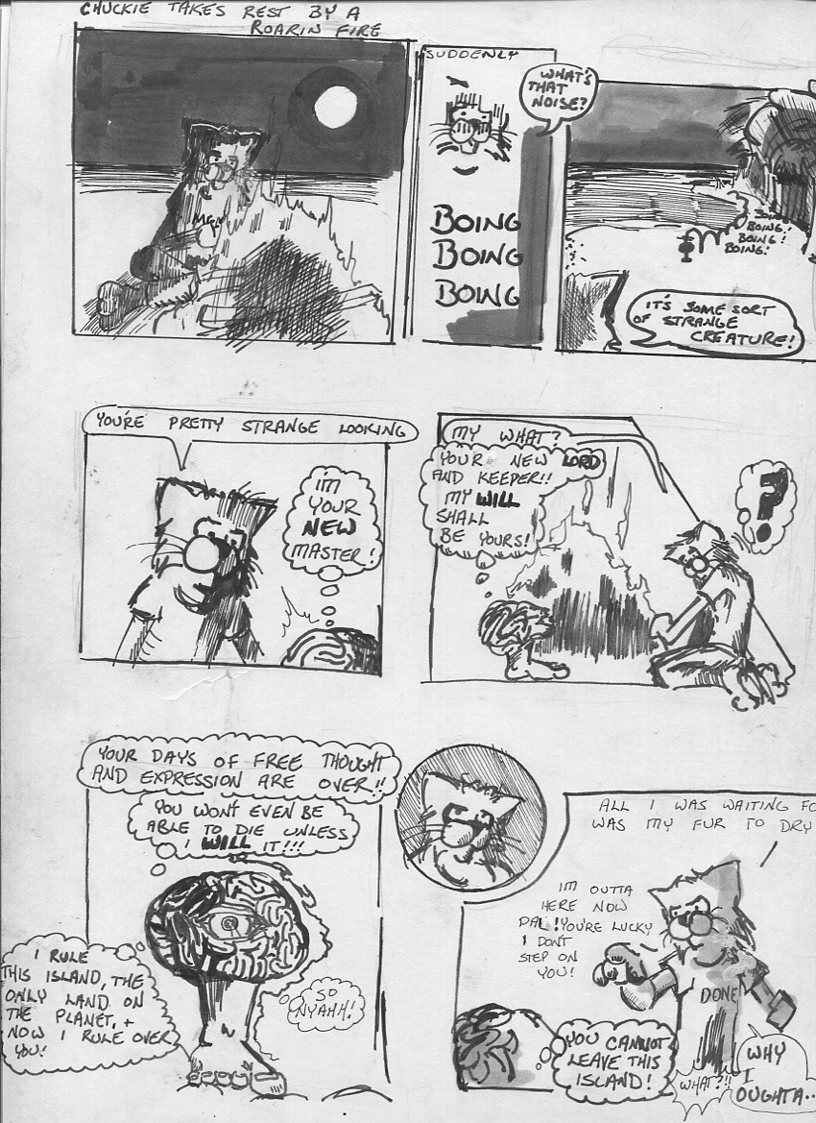 CHUCKIE TAKES REST BY A
ROARIN FIRE
SUDDENLY
WHAT'S
THAT
NOISE?
BOING
BOING
BOING
BOING!
BOING!
BOING!
IT'S SOME SORT
OF STRANGE
CREATURE!
YOU'RE PRETTY STRANGE LOOKING
IM
YOUR
NEW
MASTER!
MY WHAT?
YOUR NEW LORD
AND KEEPER!!
MY WILL
SHALL
BE YOURS!
?
YOUR DAYS OF FREE THOUGHT
AND EXPRESSION ARE OVER!!
YOU WONT EVEN BE
ABLE TO DIE UNLESS
I WILL IT!!!
I RULE
THIS ISLAND, THE
ONLY LAND ON
THE PLANET, +
NOW I RULE OVER
YOU!
SO
NYAHH!
ALL I WAS WAITING FO
WAS MY FUR TO DRY
IM OUTTA
HERE NOW
PAL! YOU'RE LUCKY
I DON'T
STEP ON
YOU!
DONE
YOU CANNOT
LEAVE THIS
ISLAND!
WHAT?!!
WHY
I
OUGHTA..